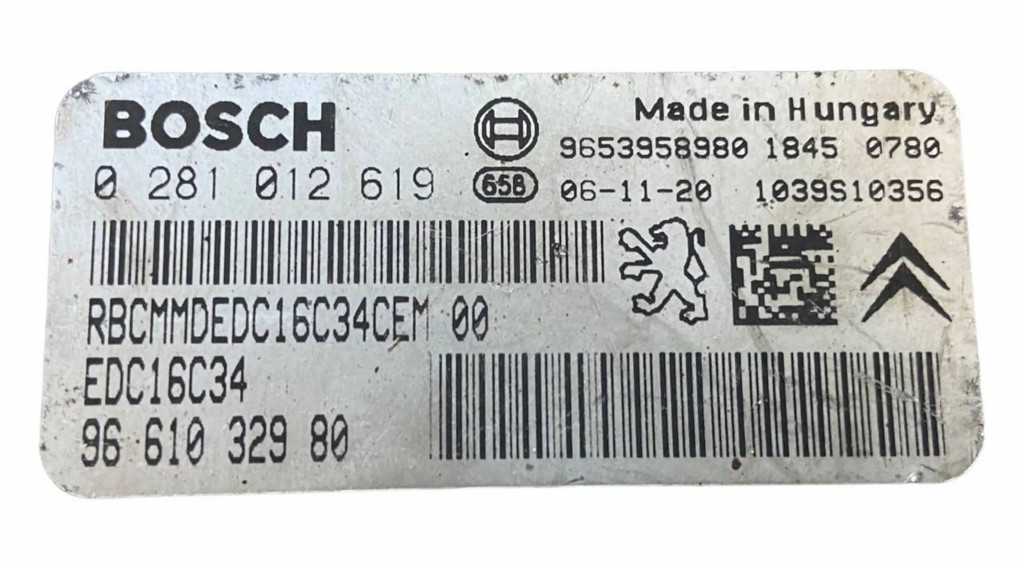 BOSCH
Made in Hungary
9653958980 1845 0780
0 281 012 619
658
06-11-20 1039S10356
RBCMMDEDC16C34CEM 00
EDC16C34
96 610 329 80